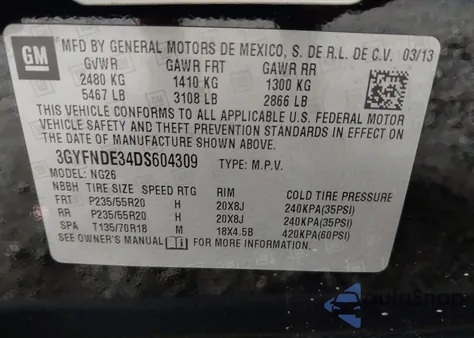 GM
MFD BY GENERAL MOTORS DE MEXICO, S. DE R.L. DE C.V. 03/13
GVWR GAWR FRT GAWR RR
2480 KG 1410 KG 1300 KG
5467 LB 3108 LB 2866 LB
THIS VEHICLE CONFORMS TO ALL APPLICABLE U.S. FEDERAL MOTOR
VEHICLE SAFETY AND THEFT PREVENTION STANDARDS IN EFFECT ON
THE DATE OF MANUFACTURE SHOWN ABOVE.
3GYFNDE34DS604309 TYPE: M.P.V.
MODEL: NG26
NBBH TIRE SIZE SPEED RTG RIM COLD TIRE PRESSURE
FRT P235/55R20 H 20X8J 240KPA(35PSI)
RR P235/55R20 H 20X8J 240KPA(35PSI)
SPA T135/70R18 M 18X4.5B 420KPA(60PSI)
SEE OWNER'S MANUAL FOR MORE INFORMATION.
AutoSnap